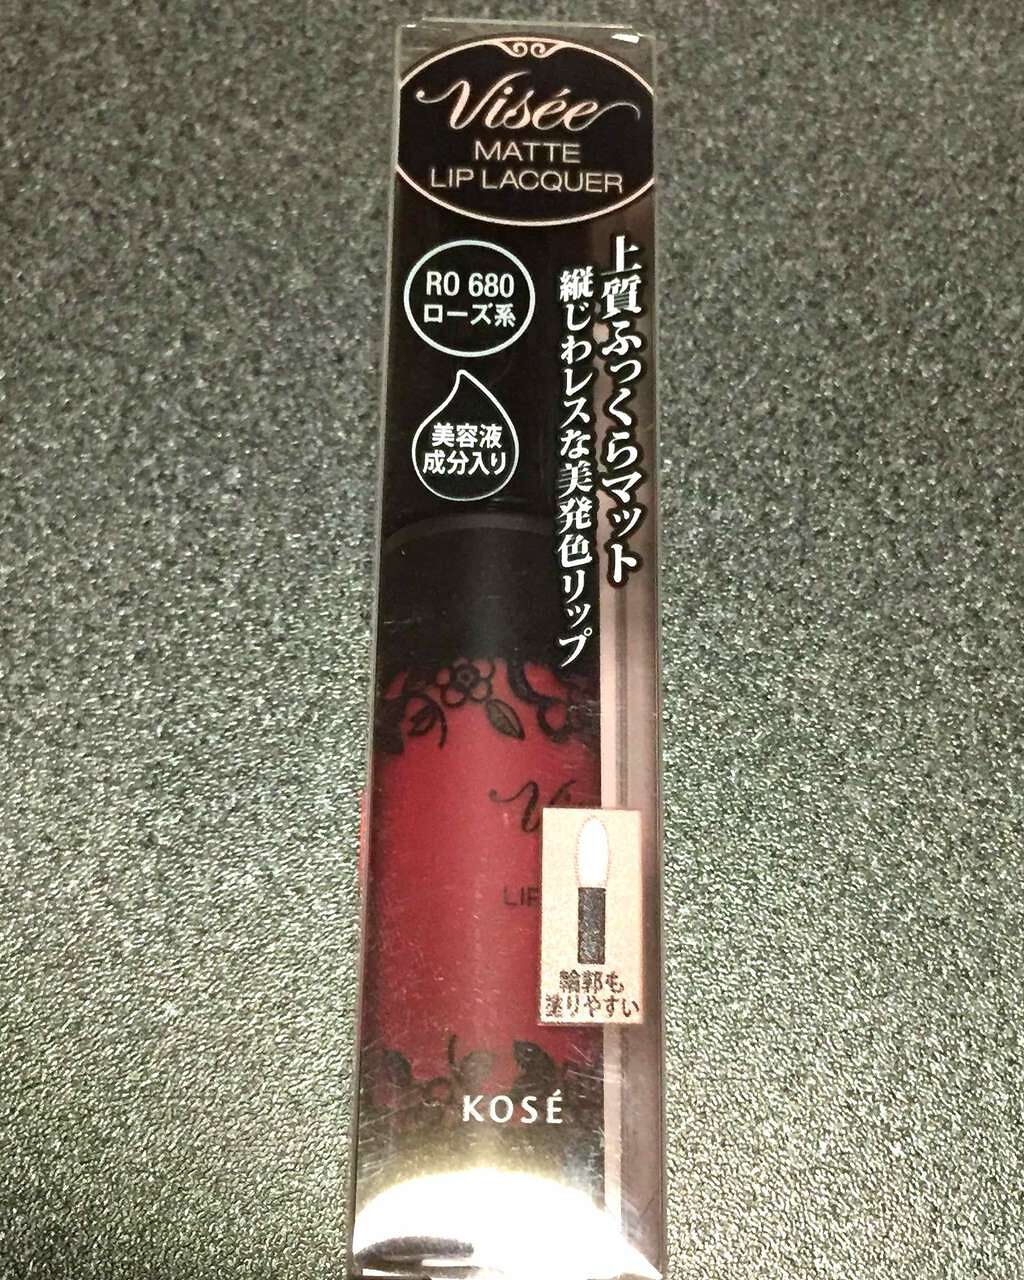 Visée
MATTE
LIP LACQUER
RO 680
ローズ系
美容液
成分入り
上質ふっくらマット
縦じわレスな美発色リップ
LIP
輪郭も
塗りやすい
KOSÉ